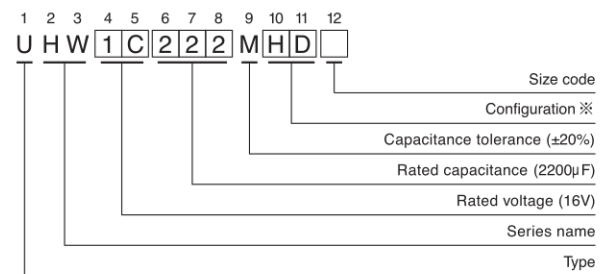 1 2 3 4 5 6 7 8 9 10 11 12
U H W 1 C 2 2 2 M H D
Size code
Configuration ※
Capacitance tolerance (±20%)
Rated capacitance (2200µF)
Rated voltage (16V)
Series name
Type